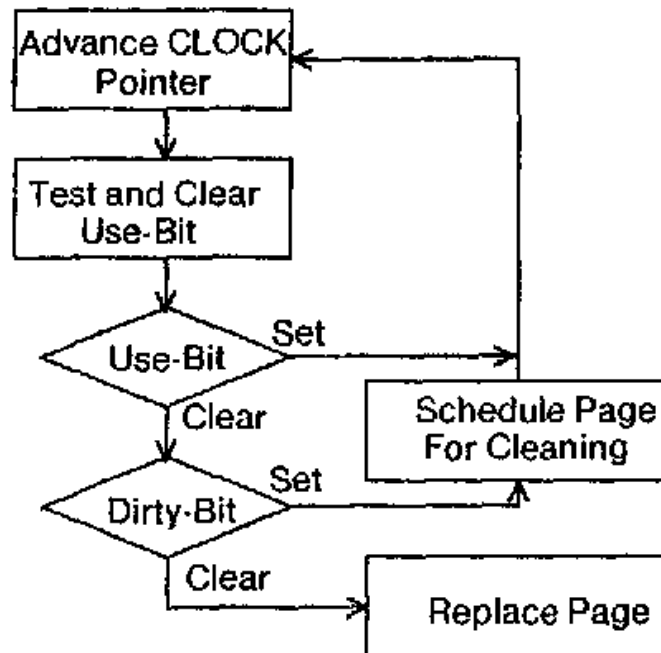 Advance CLOCK
Pointer
Test and Clear
Use-Bit
Use-Bit
Set
Clear
Schedule Page
For Cleaning
Dirty-Bit
Set
Clear
Replace Page